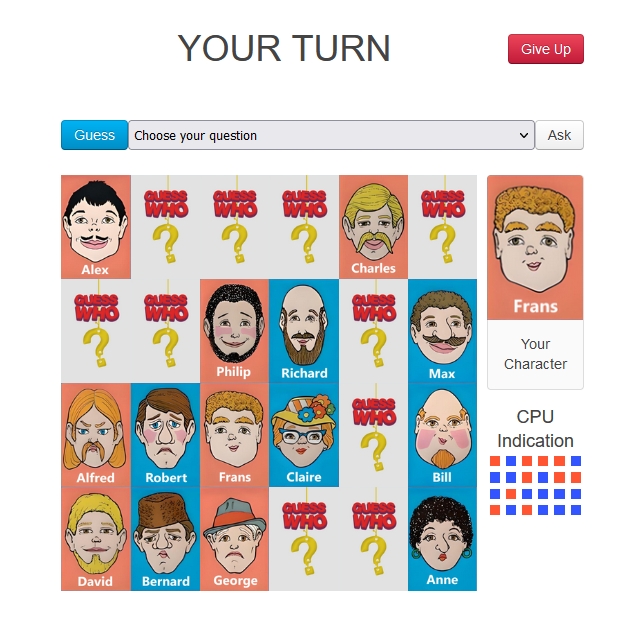 YOUR TURN
Give Up
Guess
Choose your question
Ask
Alex
GUESS
WHO
GUESS
WHO
GUESS
WHO
Charles
GUESS
WHO
Frans
Your
Character
GUESS
WHO
GUESS
WHO
Philip
Richard
GUESS
WHO
Max
Alfred
Robert
Frans
Claire
GUESS
WHO
Bill
CPU
Indication
David
Bernard
George
GUESS
WHO
GUESS
WHO
Anne